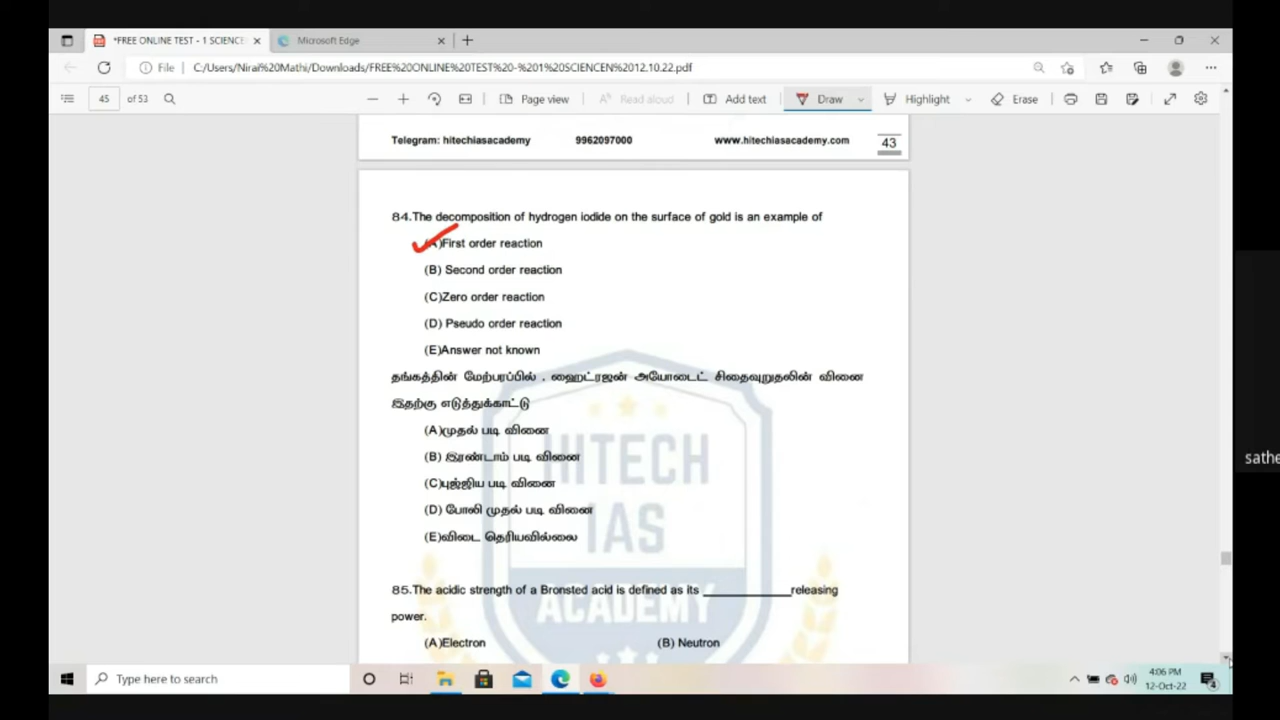 *FREE ONLINE TEST - 1 SCIENCE
Microsoft Edge
File
C:/Users/Nirai%20Mathi/Downloads/FREE%20ONLINE%20TEST%20-%201%20SCIENCEN%2012.10.22.pdf
45 of 53
Page view
Read aloud
Add text
Draw
Highlight
Erase
Telegram: hitechiasacademy 9962097000 www.hitechiasacademy.com 43
84.The decomposition of hydrogen iodide on the surface of gold is an example of
(A)First order reaction
(B) Second order reaction
(C)Zero order reaction
(D) Pseudo order reaction
(E)Answer not known
தங்கத்தின் மேற்பரப்பில் . ஹைட்ரஜன் அயோடைட் சிதைவுறுதலின் வினை
இதற்கு எடுத்துக்காட்டு
(A)முதல் படி வினை
(B) இரண்டாம் படி வினை
(C)புஜ்ஜிய படி வினை
(D) போலி முதல் படி வினை
(E)விடை தெரியவில்லை
HITECH
IAS
ACADEMY
85.The acidic strength of a Bronsted acid is defined as its ______________releasing
power.
(A)Electron (B) Neutron
sathe
Type here to search
4:06 PM
12-Oct-22
4